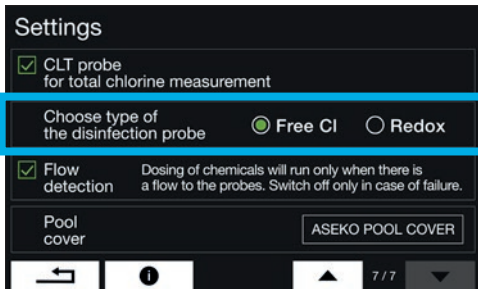 Settings
CLT probe
for total chlorine measurement
Choose type of
the disinfection probe
Free Cl
Redox
Flow
detection
Dosing of chemicals will run only when there is
a flow to the probes. Switch off only in case of failure.
Pool
cover
ASEKO POOL COVER
7/7